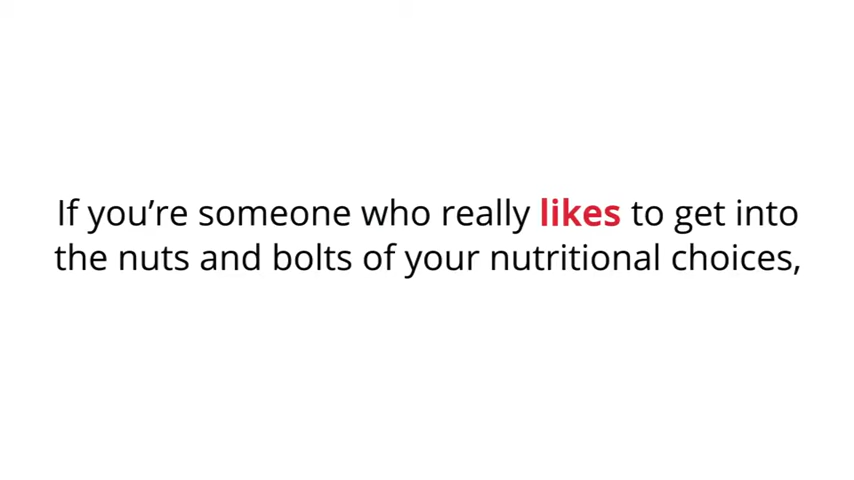 If you’re someone who really likes to get into
the nuts and bolts of your nutritional choices,